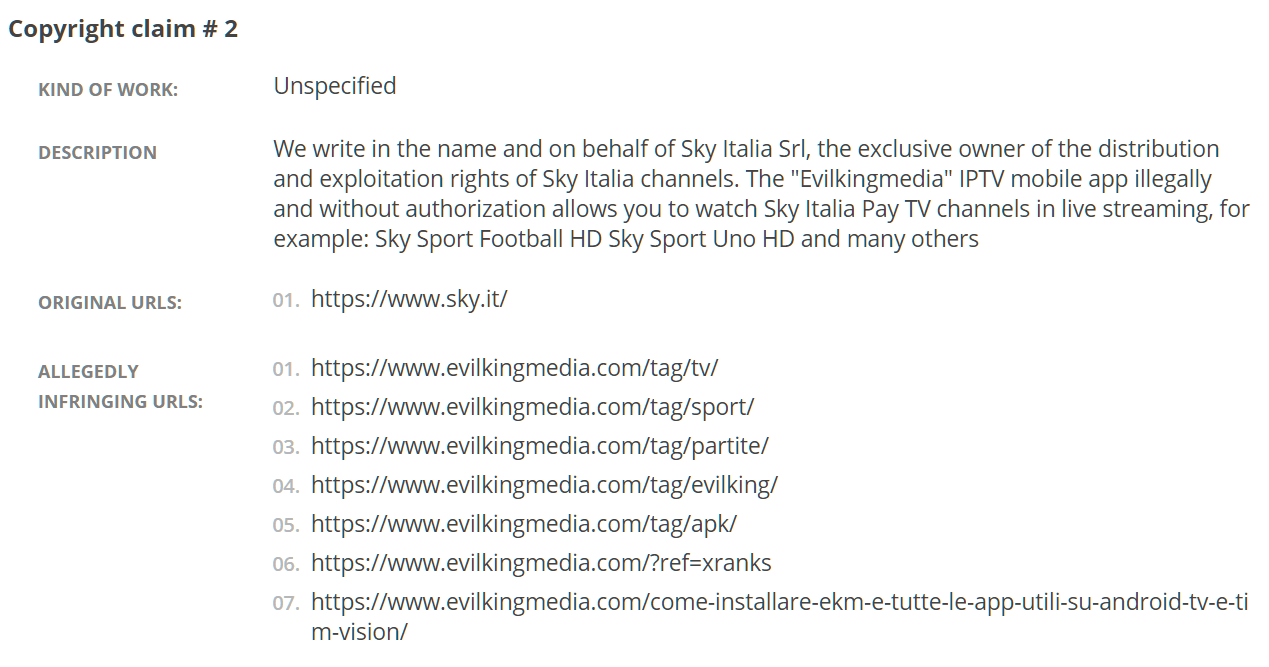 Copyright claim # 2
KIND OF WORK: Unspecified
DESCRIPTION We write in the name and on behalf of Sky Italia Srl, the exclusive owner of the distribution
and exploitation rights of Sky Italia channels. The "Evilkingmedia" IPTV mobile app illegally
and without authorization allows you to watch Sky Italia Pay TV channels in live streaming, for
example: Sky Sport Football HD Sky Sport Uno HD and many others
ORIGINAL URLS: 01. https://www.sky.it/
ALLEGEDLY
INFRINGING URLS:
01. https://www.evilkingmedia.com/tag/tv/
02. https://www.evilkingmedia.com/tag/sport/
03. https://www.evilkingmedia.com/tag/partite/
04. https://www.evilkingmedia.com/tag/evilking/
05. https://www.evilkingmedia.com/tag/apk/
06. https://www.evilkingmedia.com/?ref=xranks
07. https://www.evilkingmedia.com/come-installare-ekm-e-tutte-le-app-utili-su-android-tv-e-ti
m-vision/